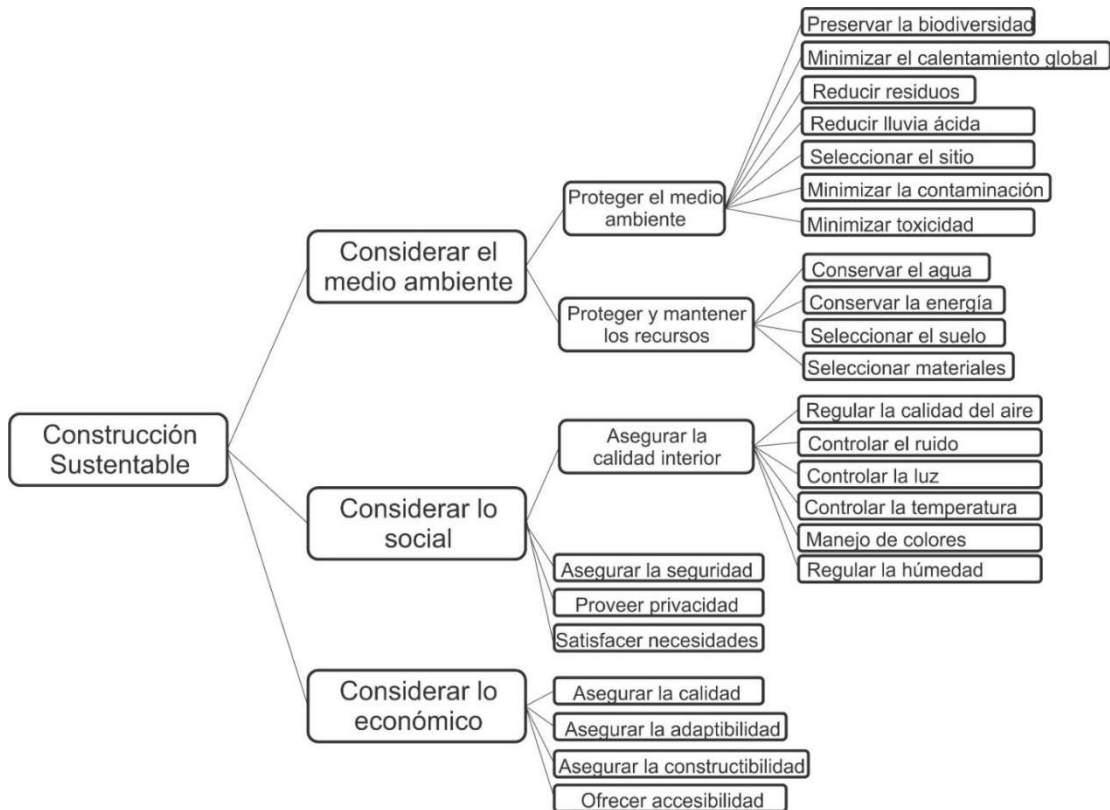 Construcción
Sustentable
Considerar el
medio ambiente
Proteger el medio
ambiente
Preservar la biodiversidad
Minimizar el calentamiento global
Reducir residuos
Reducir lluvia ácida
Seleccionar el sitio
Minimizar la contaminación
Minimizar toxicidad
Proteger y mantener
los recursos
Conservar el agua
Conservar la energía
Seleccionar el suelo
Seleccionar materiales
Considerar lo
social
Asegurar la
calidad interior
Regular la calidad del aire
Controlar el ruido
Controlar la luz
Controlar la temperatura
Manejo de colores
Regular la húmedad
Asegurar la seguridad
Proveer privacidad
Satisfacer necesidades
Considerar lo
económico
Asegurar la calidad
Asegurar la adaptibilidad
Asegurar la constructibilidad
Ofrecer accesibilidad